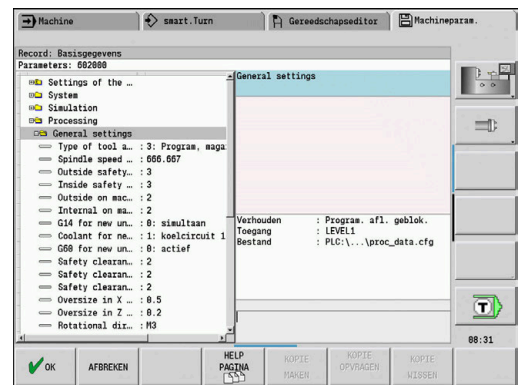 Machine
smart.Turn
Gereedschapseditor
Machineparam.
Record: Basisgegevens
Parameters: 602000
Settings of the …
System
Simulation
Processing
General settings
Type of tool a… : 3: Program, maga
Spindle speed … : 666.667
Outside safety… : 3
Inside safety … : 3
Outside on mac… : 2
Internal on ma… : 2
G14 for new un… : 0: simultaan
Coolant for ne… : 1: koelcircuit 1
G60 for new un… : 0: actief
Safety clearan… : 2
Safety clearan… : 2
Safety clearan… : 2
Oversize in X … : 0.5
Oversize in Z … : 0.2
Rotational dir… : M3
General settings
Verhouden : Program. afl. geblok.
Toegang : LEVEL1
Bestand : PLC:\...\proc_data.cfg
T
08:31
OK
AFBREKEN
HELP PAGINA
KOPIE MAKEN
KOPIE OPVRAGEN
KOPIE WISSEN